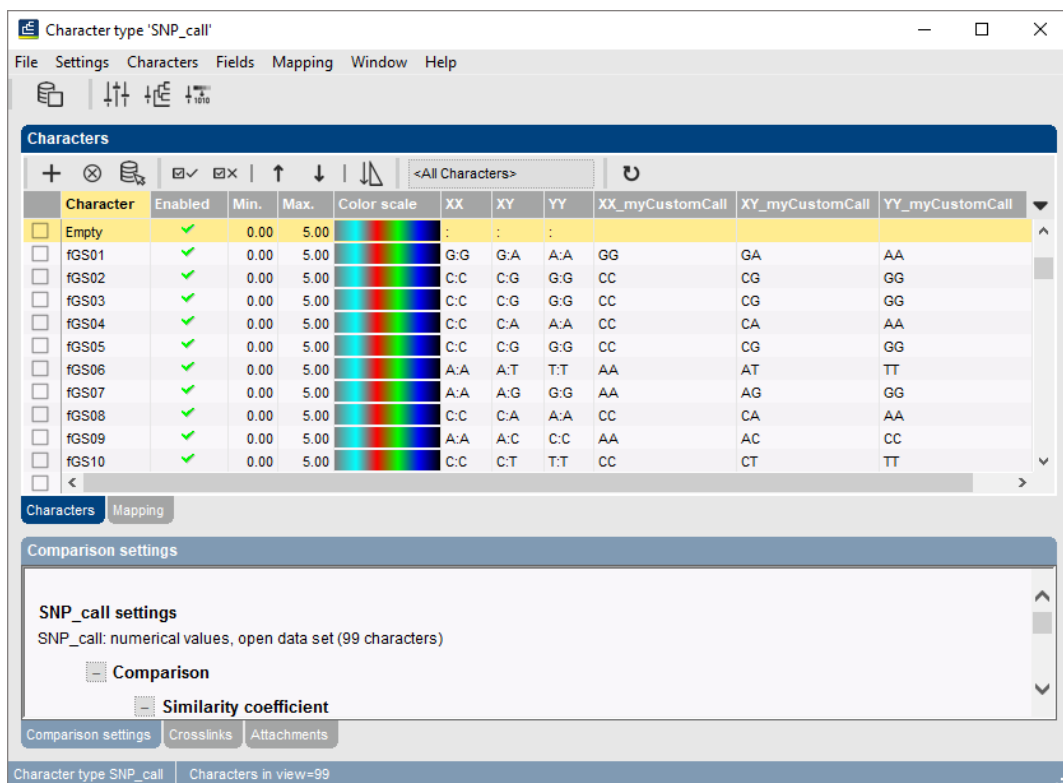 Character type 'SNP_call'
File Settings Characters Fields Mapping Window Help
1010
Characters
<All Characters>
Character Enabled Min. Max. Color scale XX XY YY XX_myCustomCall XY_myCustomCall YY_myCustomCall
Empty 0.00 5.00 : : :
fGS01 0.00 5.00 G:G G:A A:A GG GA AA
fGS02 0.00 5.00 C:C C:G G:G CC CG GG
fGS03 0.00 5.00 C:C C:G G:G CC CG GG
fGS04 0.00 5.00 C:C C:A A:A CC CA AA
fGS05 0.00 5.00 C:C C:G G:G CC CG GG
fGS06 0.00 5.00 A:A A:T T:T AA AT TT
fGS07 0.00 5.00 A:A A:G G:G AA AG GG
fGS08 0.00 5.00 C:C C:A A:A CC CA AA
fGS09 0.00 5.00 A:A A:C C:C AA AC CC
fGS10 0.00 5.00 C:C C:T T:T CC CT TT
Characters Mapping
Comparison settings
SNP_call settings
SNP_call: numerical values, open data set (99 characters)
Comparison
Similarity coefficient
Comparison settings Crosslinks Attachments
Character type SNP_call Characters in view=99